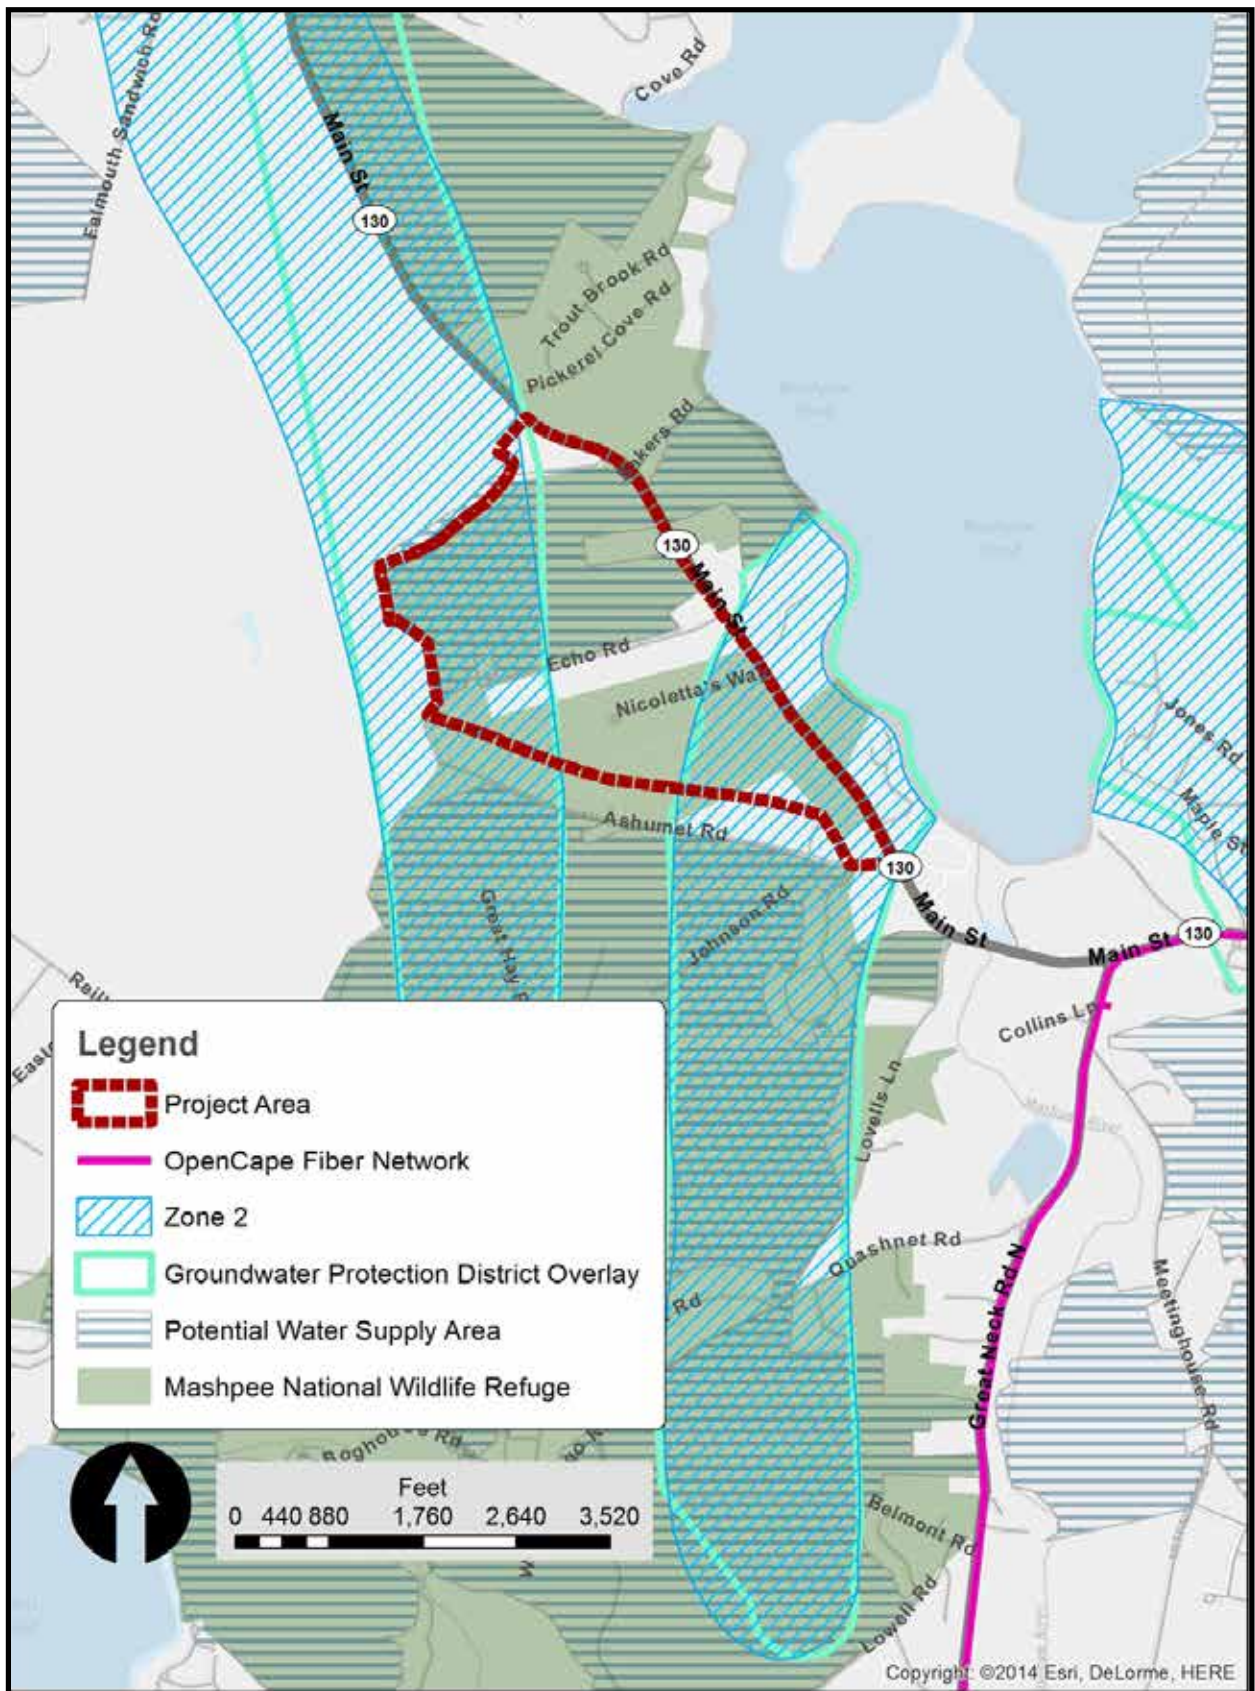 Cove Rd
Falmouth Sandwich Rd
Main St
130
Trout Brook Rd
Pickerel Cove Rd
130
Main St
Echo Rd
Nicoletta's Way
Jones Rd
Maple St
Ashumet Rd
130
Main St
Main St
130
Johnson Rd
Great Hay
Collins Ln
Lovells Ln
Quashnet Rd
Great Neck Rd N
Meetinghouse Rd
Rd
Legend
Project Area
OpenCape Fiber Network
Zone 2
Groundwater Protection District Overlay
Potential Water Supply Area
Mashpee National Wildlife Refuge
Rd
Feet
0 440 880 1,760 2,640 3,520
Belmont Rd
Lowell Rd
Copyright: ©2014 Esri, DeLorme, HERE